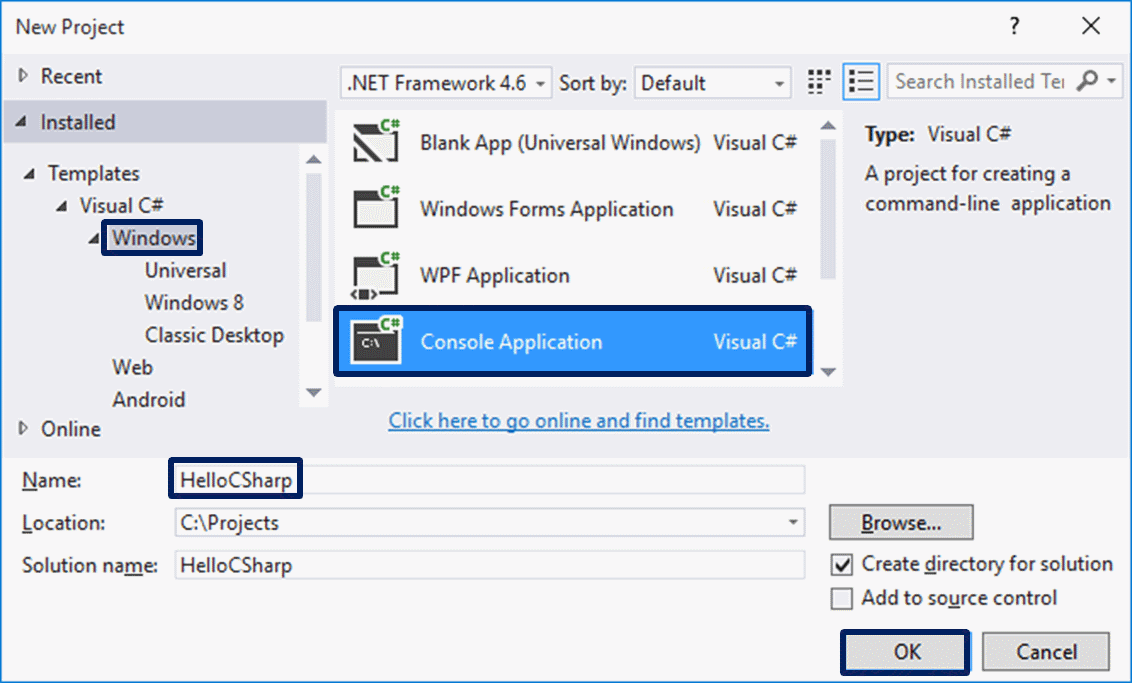 New Project ?
Recent
Installed
Templates
Visual C#
Windows
Universal
Windows 8
Classic Desktop
Web
Android
Online
.NET Framework 4.6 Sort by: Default Search Installed Te
C# Blank App (Universal Windows) Visual C#
C# Windows Forms Application Visual C#
C# WPF Application Visual C#
C# C:\ Console Application Visual C#
Click here to go online and find templates.
Type: Visual C#
A project for creating a
command-line application
Name: HelloCSharp
Location: C:\Projects Browse...
Solution name: HelloCSharp
Create directory for solution
Add to source control
OK Cancel